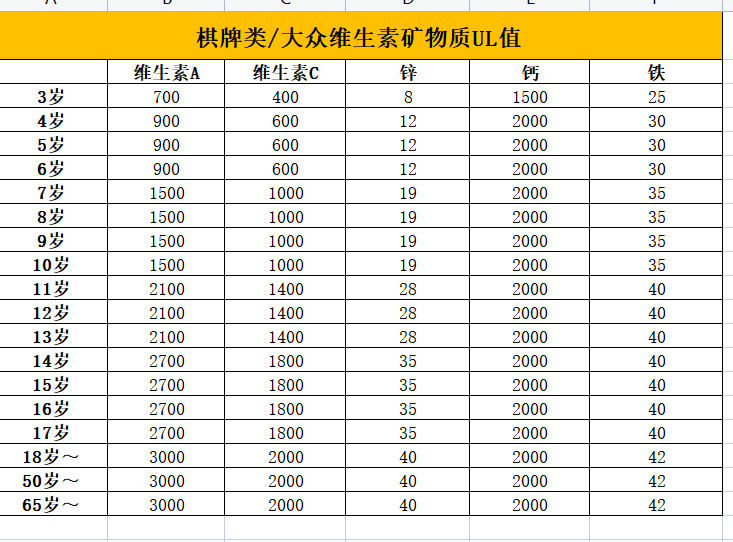 棋牌类/大众维生素矿物质UL值
维生素A 维生素C 锌 钙 铁
3岁 700 400 8 1500 25
4岁 900 600 12 2000 30
5岁 900 600 12 2000 30
6岁 900 600 12 2000 30
7岁 1500 1000 19 2000 35
8岁 1500 1000 19 2000 35
9岁 1500 1000 19 2000 35
10岁 1500 1000 19 2000 35
11岁 2100 1400 28 2000 40
12岁 2100 1400 28 2000 40
13岁 2100 1400 28 2000 40
14岁 2700 1800 35 2000 40
15岁 2700 1800 35 2000 40
16岁 2700 1800 35 2000 40
17岁 2700 1800 35 2000 40
18岁～ 3000 2000 40 2000 42
50岁～ 3000 2000 40 2000 42
65岁～ 3000 2000 40 2000 42